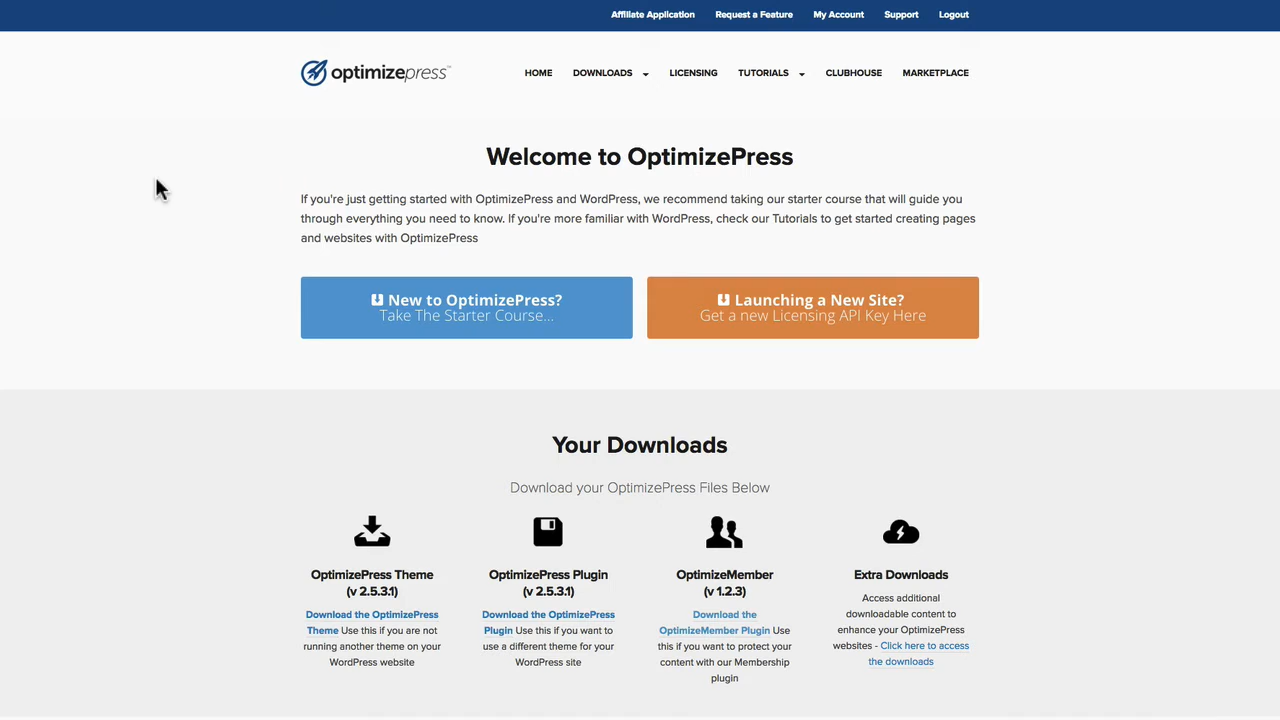 Affiliate Application Request a Feature My Account Support Logout
optimizepress™ HOME DOWNLOADS LICENSING TUTORIALS CLUBHOUSE MARKETPLACE
Welcome to OptimizePress
If you're just getting started with OptimizePress and WordPress, we recommend taking our starter course that will guide you
through everything you need to know. If you're more familiar with WordPress, check our Tutorials to get started creating pages
and websites with OptimizePress
New to OptimizePress?
Take The Starter Course...
Launching a New Site?
Get a new Licensing API Key Here
Your Downloads
Download your OptimizePress Files Below
OptimizePress Theme
(v 2.5.3.1)
Download the OptimizePress
Theme Use this if you are not
running another theme on your
WordPress website
OptimizePress Plugin
(v 2.5.3.1)
Download the OptimizePress
Plugin Use this if you want to
use a different theme for your
WordPress site
OptimizeMember
(v 1.2.3)
Download the
OptimizeMember Plugin Use
this if you want to protect your
content with our Membership
plugin
Extra Downloads
Access additional
downloadable content to
enhance your OptimizePress
websites - Click here to access
the downloads